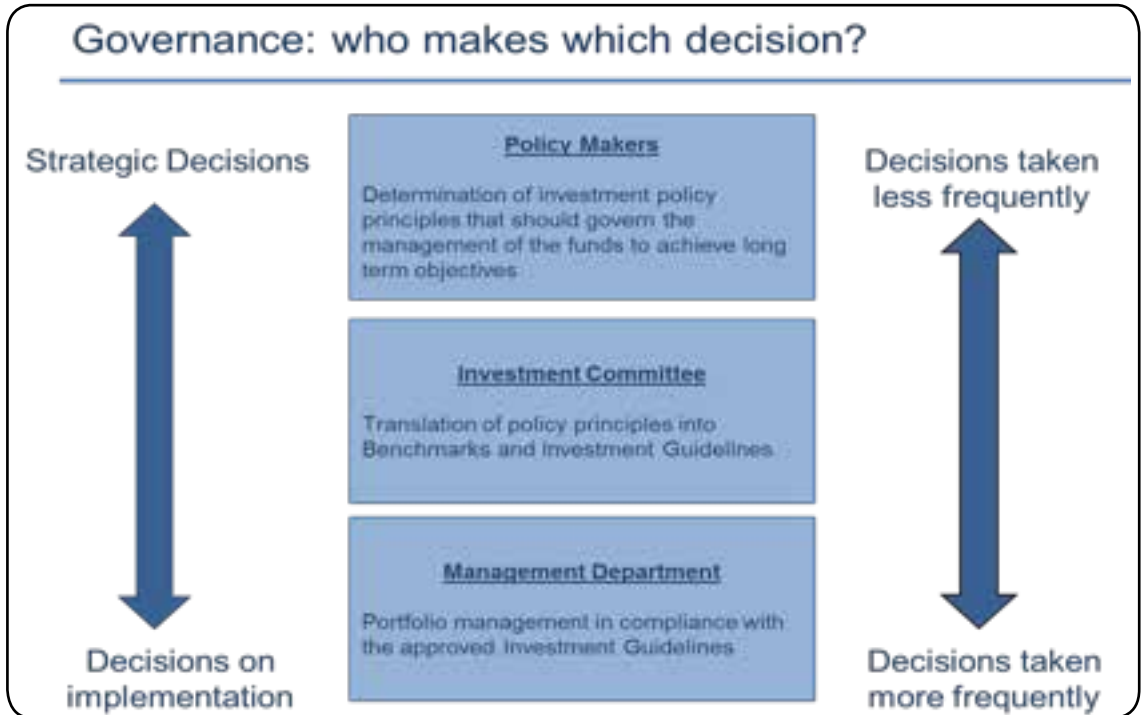 Governance: who makes which decision?
Strategic Decisions
Policy Makers
Determination of investment policy
principles that should govern the
management of the funds to achieve long
term objectives
Decisions taken
less frequently
Investment Committee
Translation of policy principles into
Benchmarks and Investment Guidelines
Management Department
Portfolio management in compliance with
the approved Investment Guidelines
Decisions on
implementation
Decisions taken
more frequently